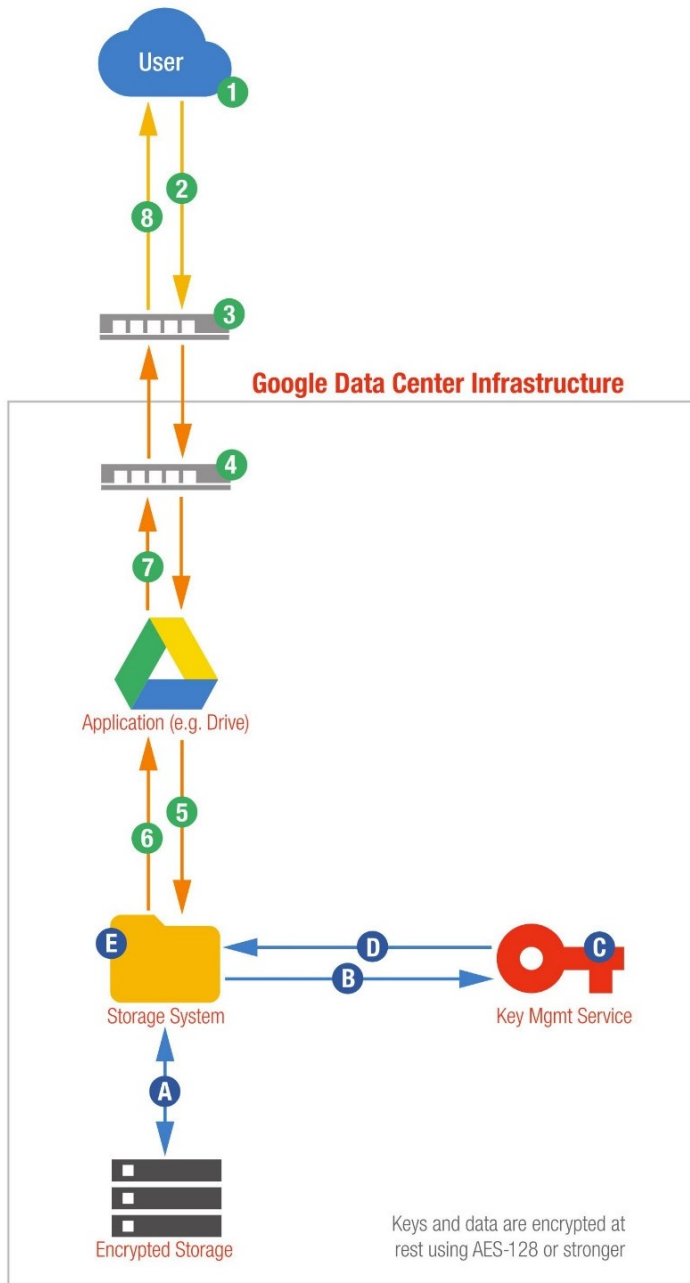 User
1
2
8
3
Google Data Center Infrastructure
4
7
Application (e.g. Drive)
5
6
E
D
C
B
Storage System
Key Mgmt Service
A
Encrypted Storage
Keys and data are encrypted at
rest using AES-128 or stronger